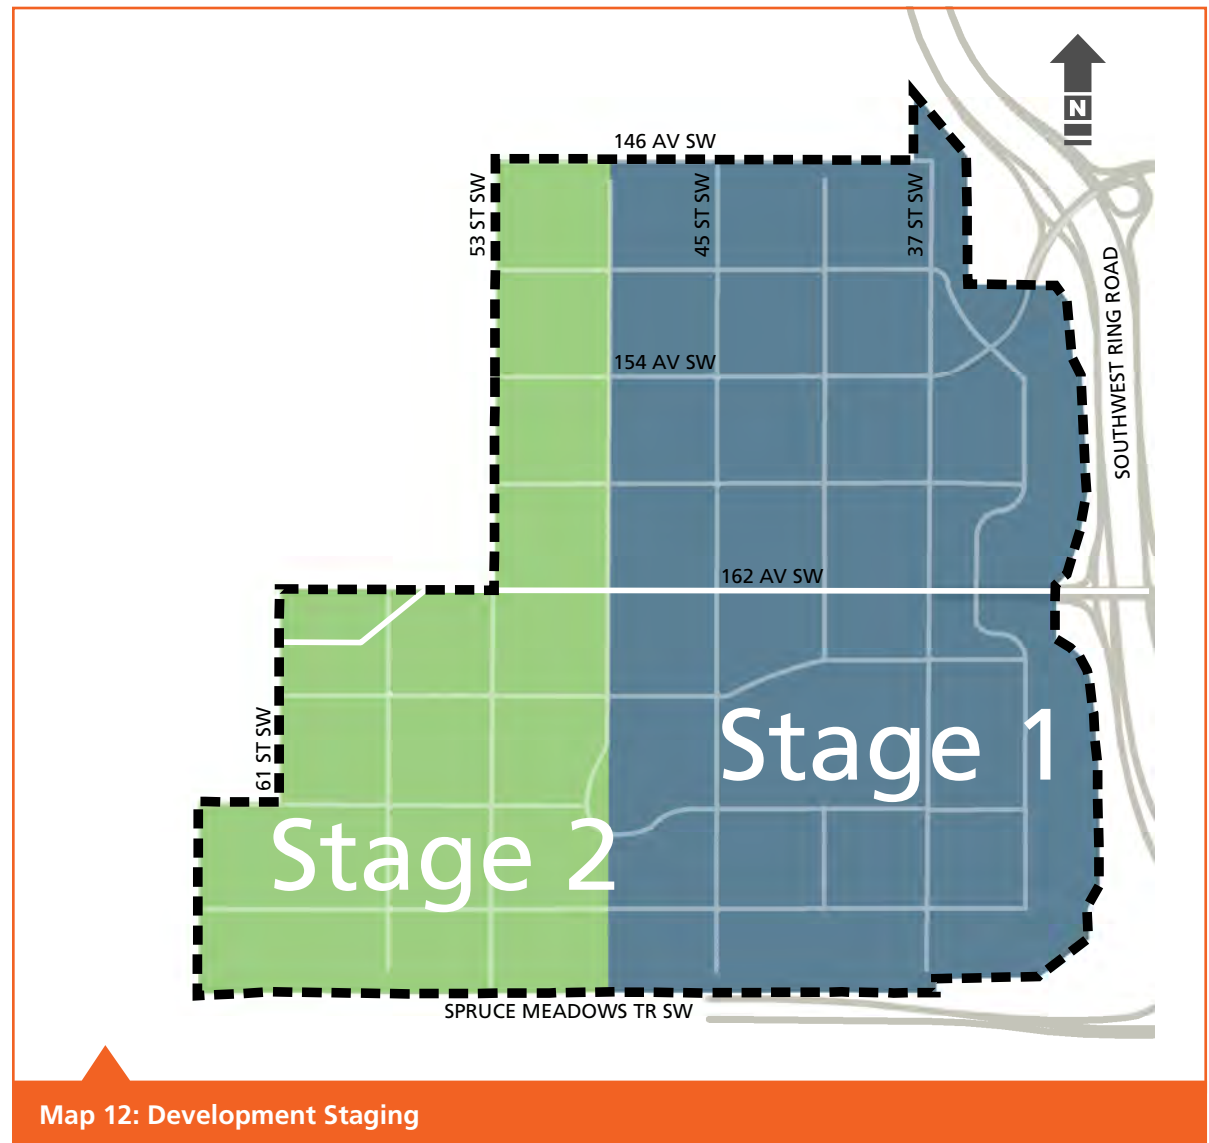 N
146 AV SW
53 ST SW
45 ST SW
37 ST SW
SOUTHWEST RING ROAD
154 AV SW
162 AV SW
61 ST SW
Stage 1
Stage 2
SPRUCE MEADOWS TR SW
Map 12: Development Staging